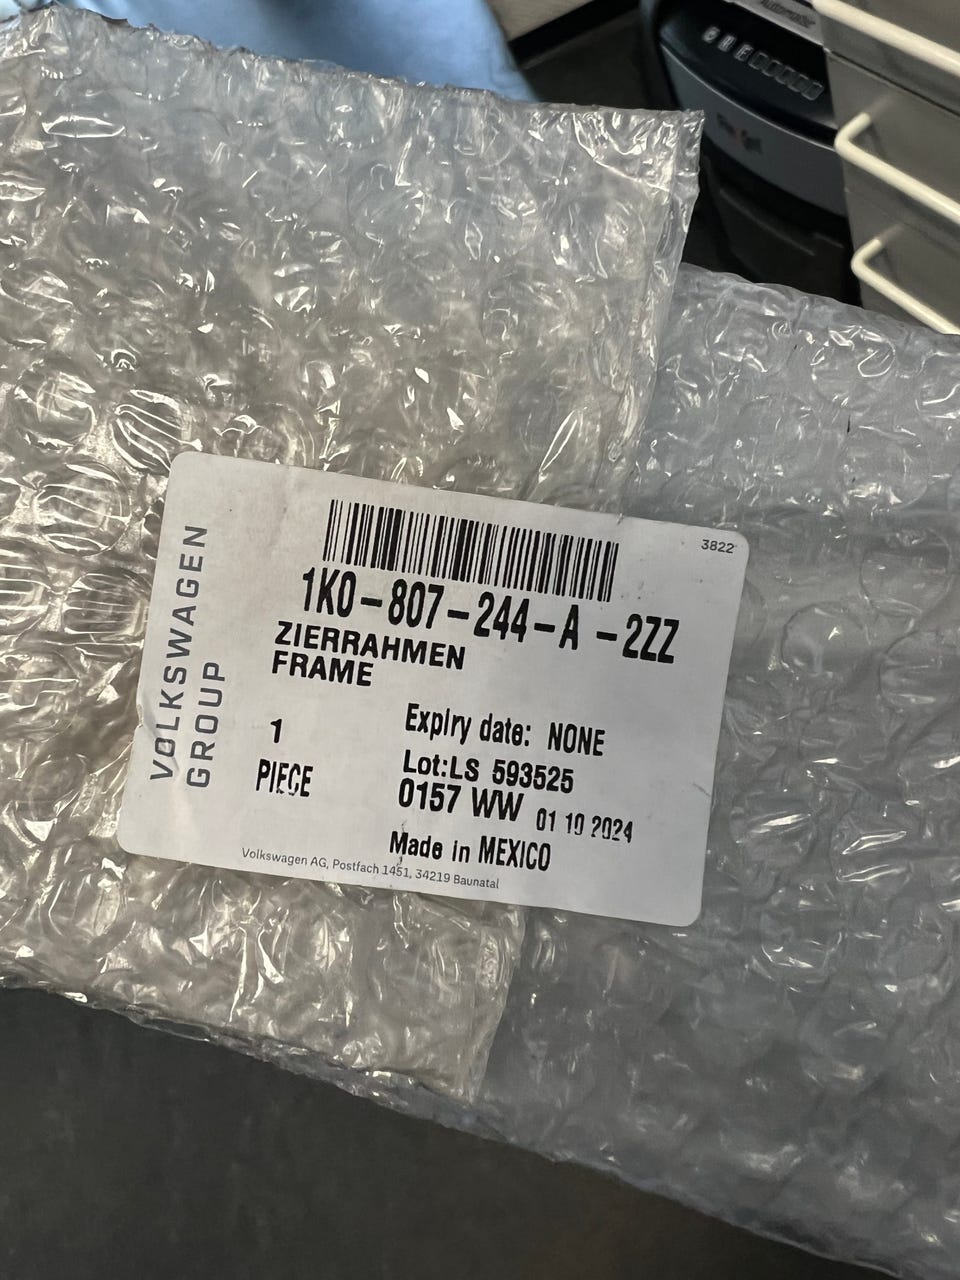 Automatic
VOLKSWAGEN
GROUP
3822
1K0-807-244-A -2ZZ
ZIERRAHMEN
FRAME
1
PIECE
Expiry date: NONE
Lot:LS 593525
0157 WW 01 10 2024
Made in MEXICO
Volkswagen AG, Postfach 1451, 34219 Baunatal